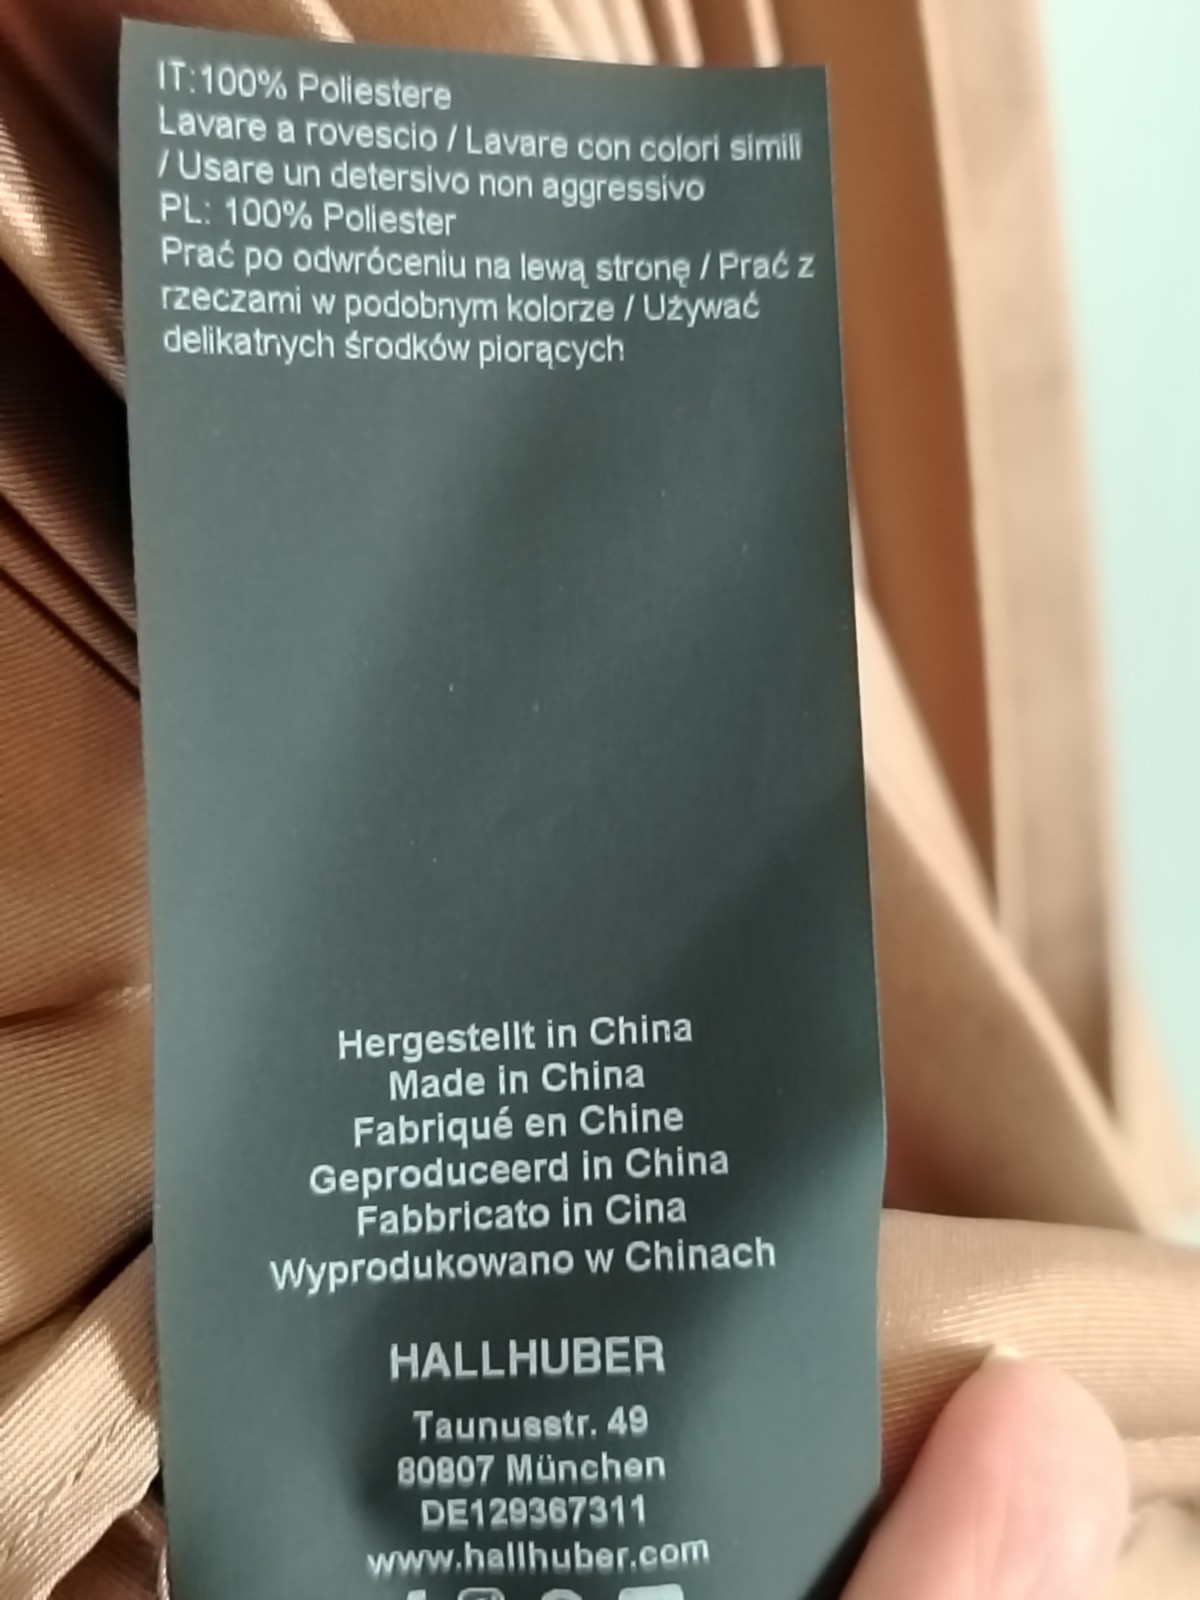 IT:100% Poliestere
Lavare a rovescio / Lavare con colori simili
/ Usare un detersivo non aggressivo
PL: 100% Poliester
Prać po odwróceniu na lewą stronę / Prać z
rzeczami w podobnym kolorze / Używać
delikatnych środków piorących
Hergestellt in China
Made in China
Fabriqué en Chine
Geproduceerd in China
Fabbricato in Cina
Wyprodukowano w Chinach
HALLHUBER
Taunusstr. 49
80807 München
DE129367311
www.hallhuber.com